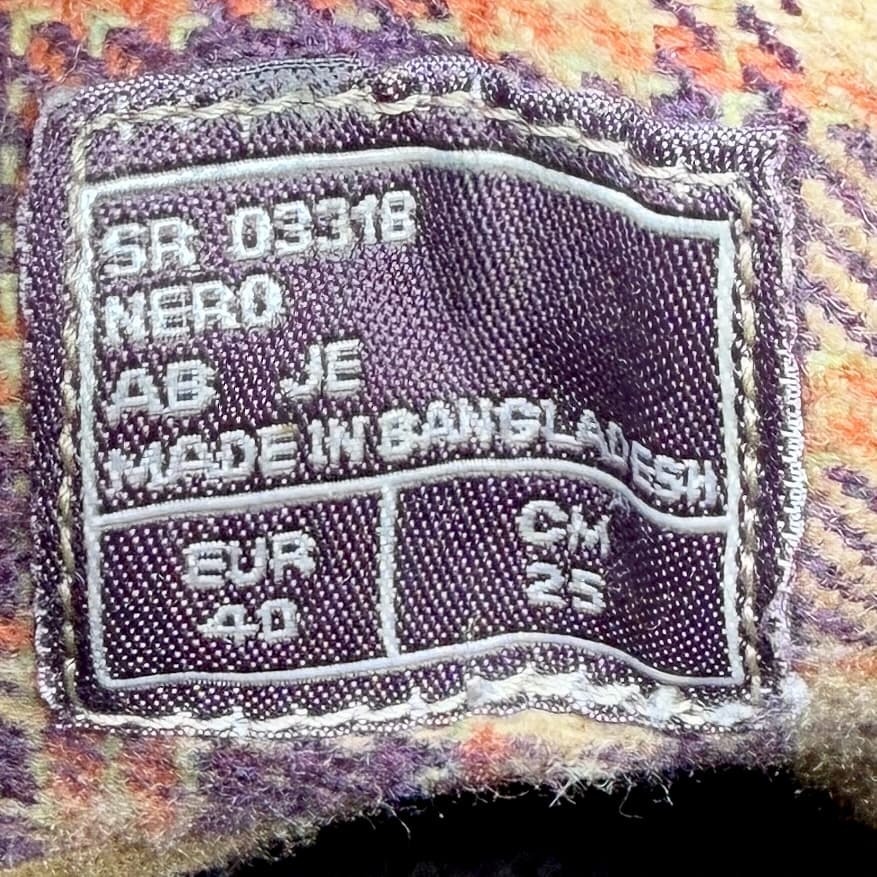 SR 03318
NERO
AB JE
MADE IN BANGLADESH
EUR
40
CM
25